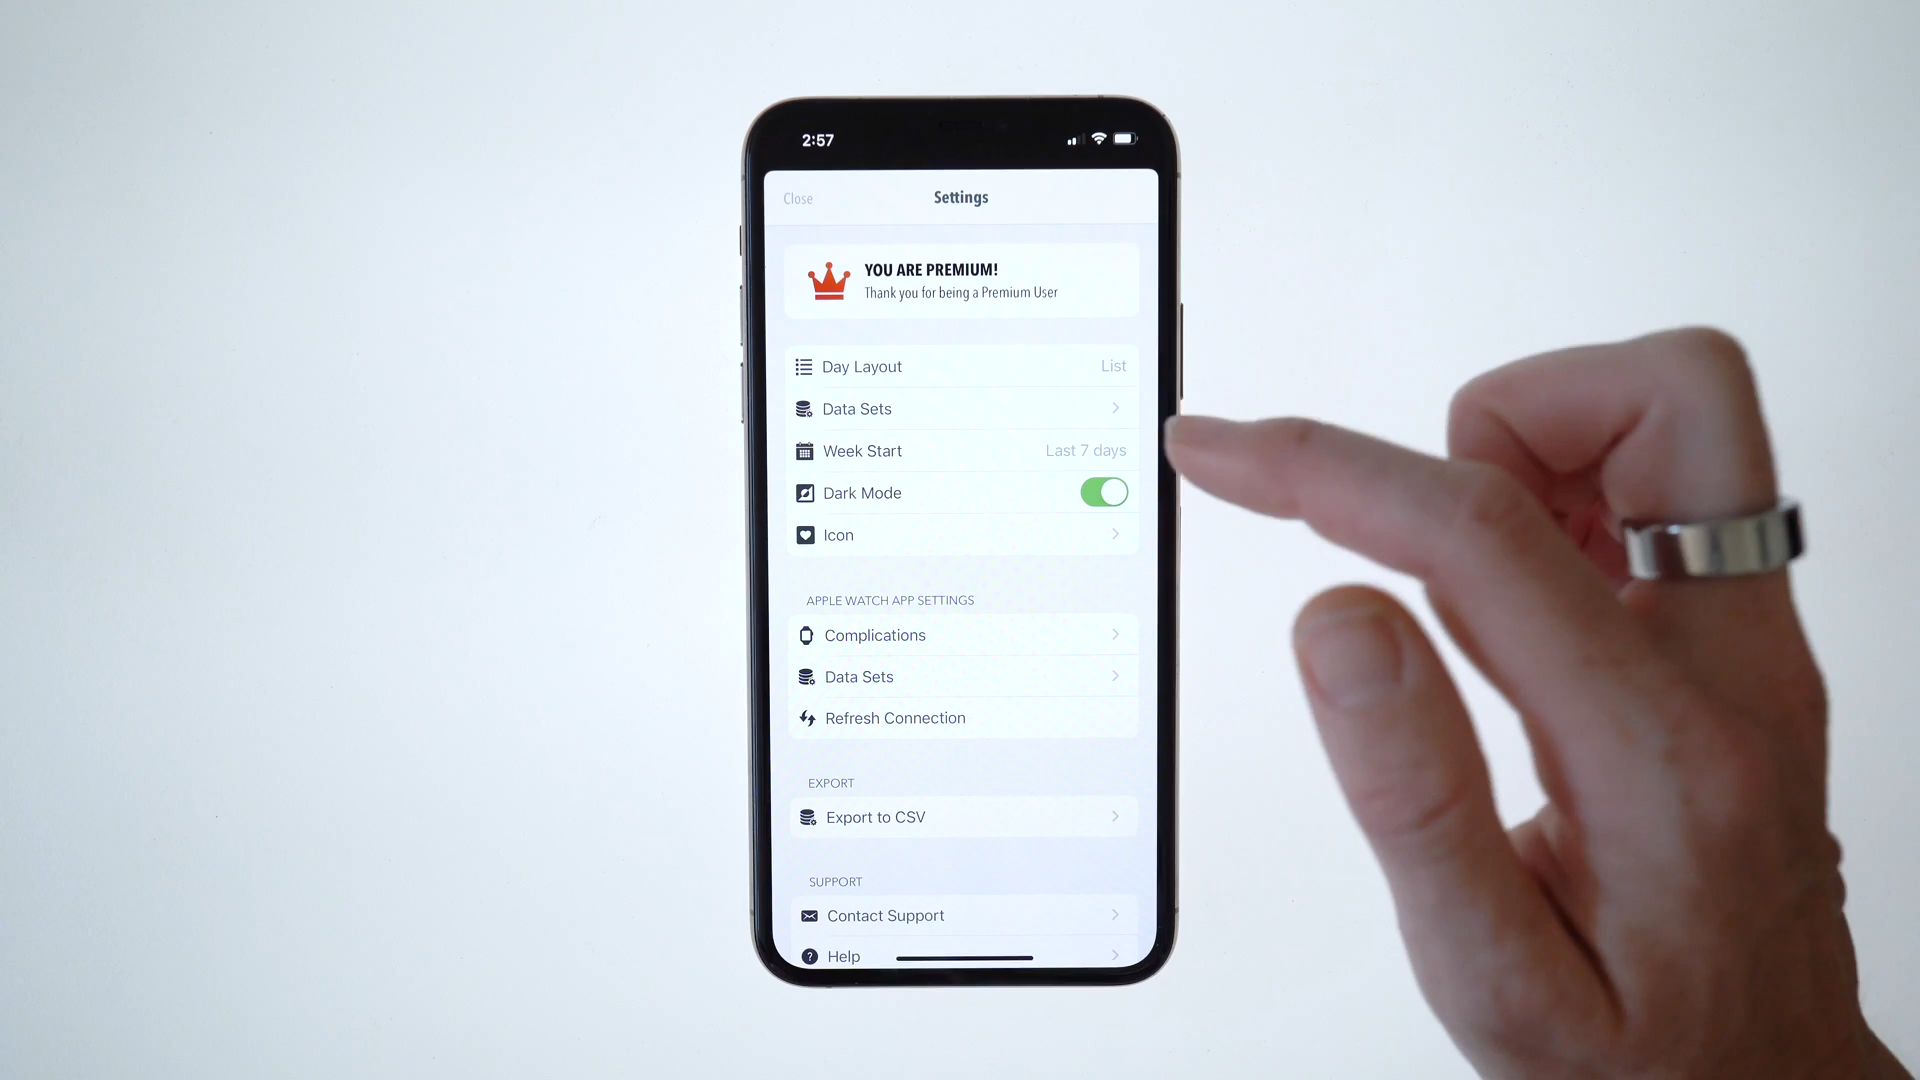 2:57
Close
Settings
YOU ARE PREMIUM!
Thank you for being a Premium User
Day Layout
List
Data Sets
Week Start
Last 7 days
Dark Mode
Icon
APPLE WATCH APP SETTINGS
Complications
Data Sets
Refresh Connection
EXPORT
Export to CSV
SUPPORT
Contact Support
Help